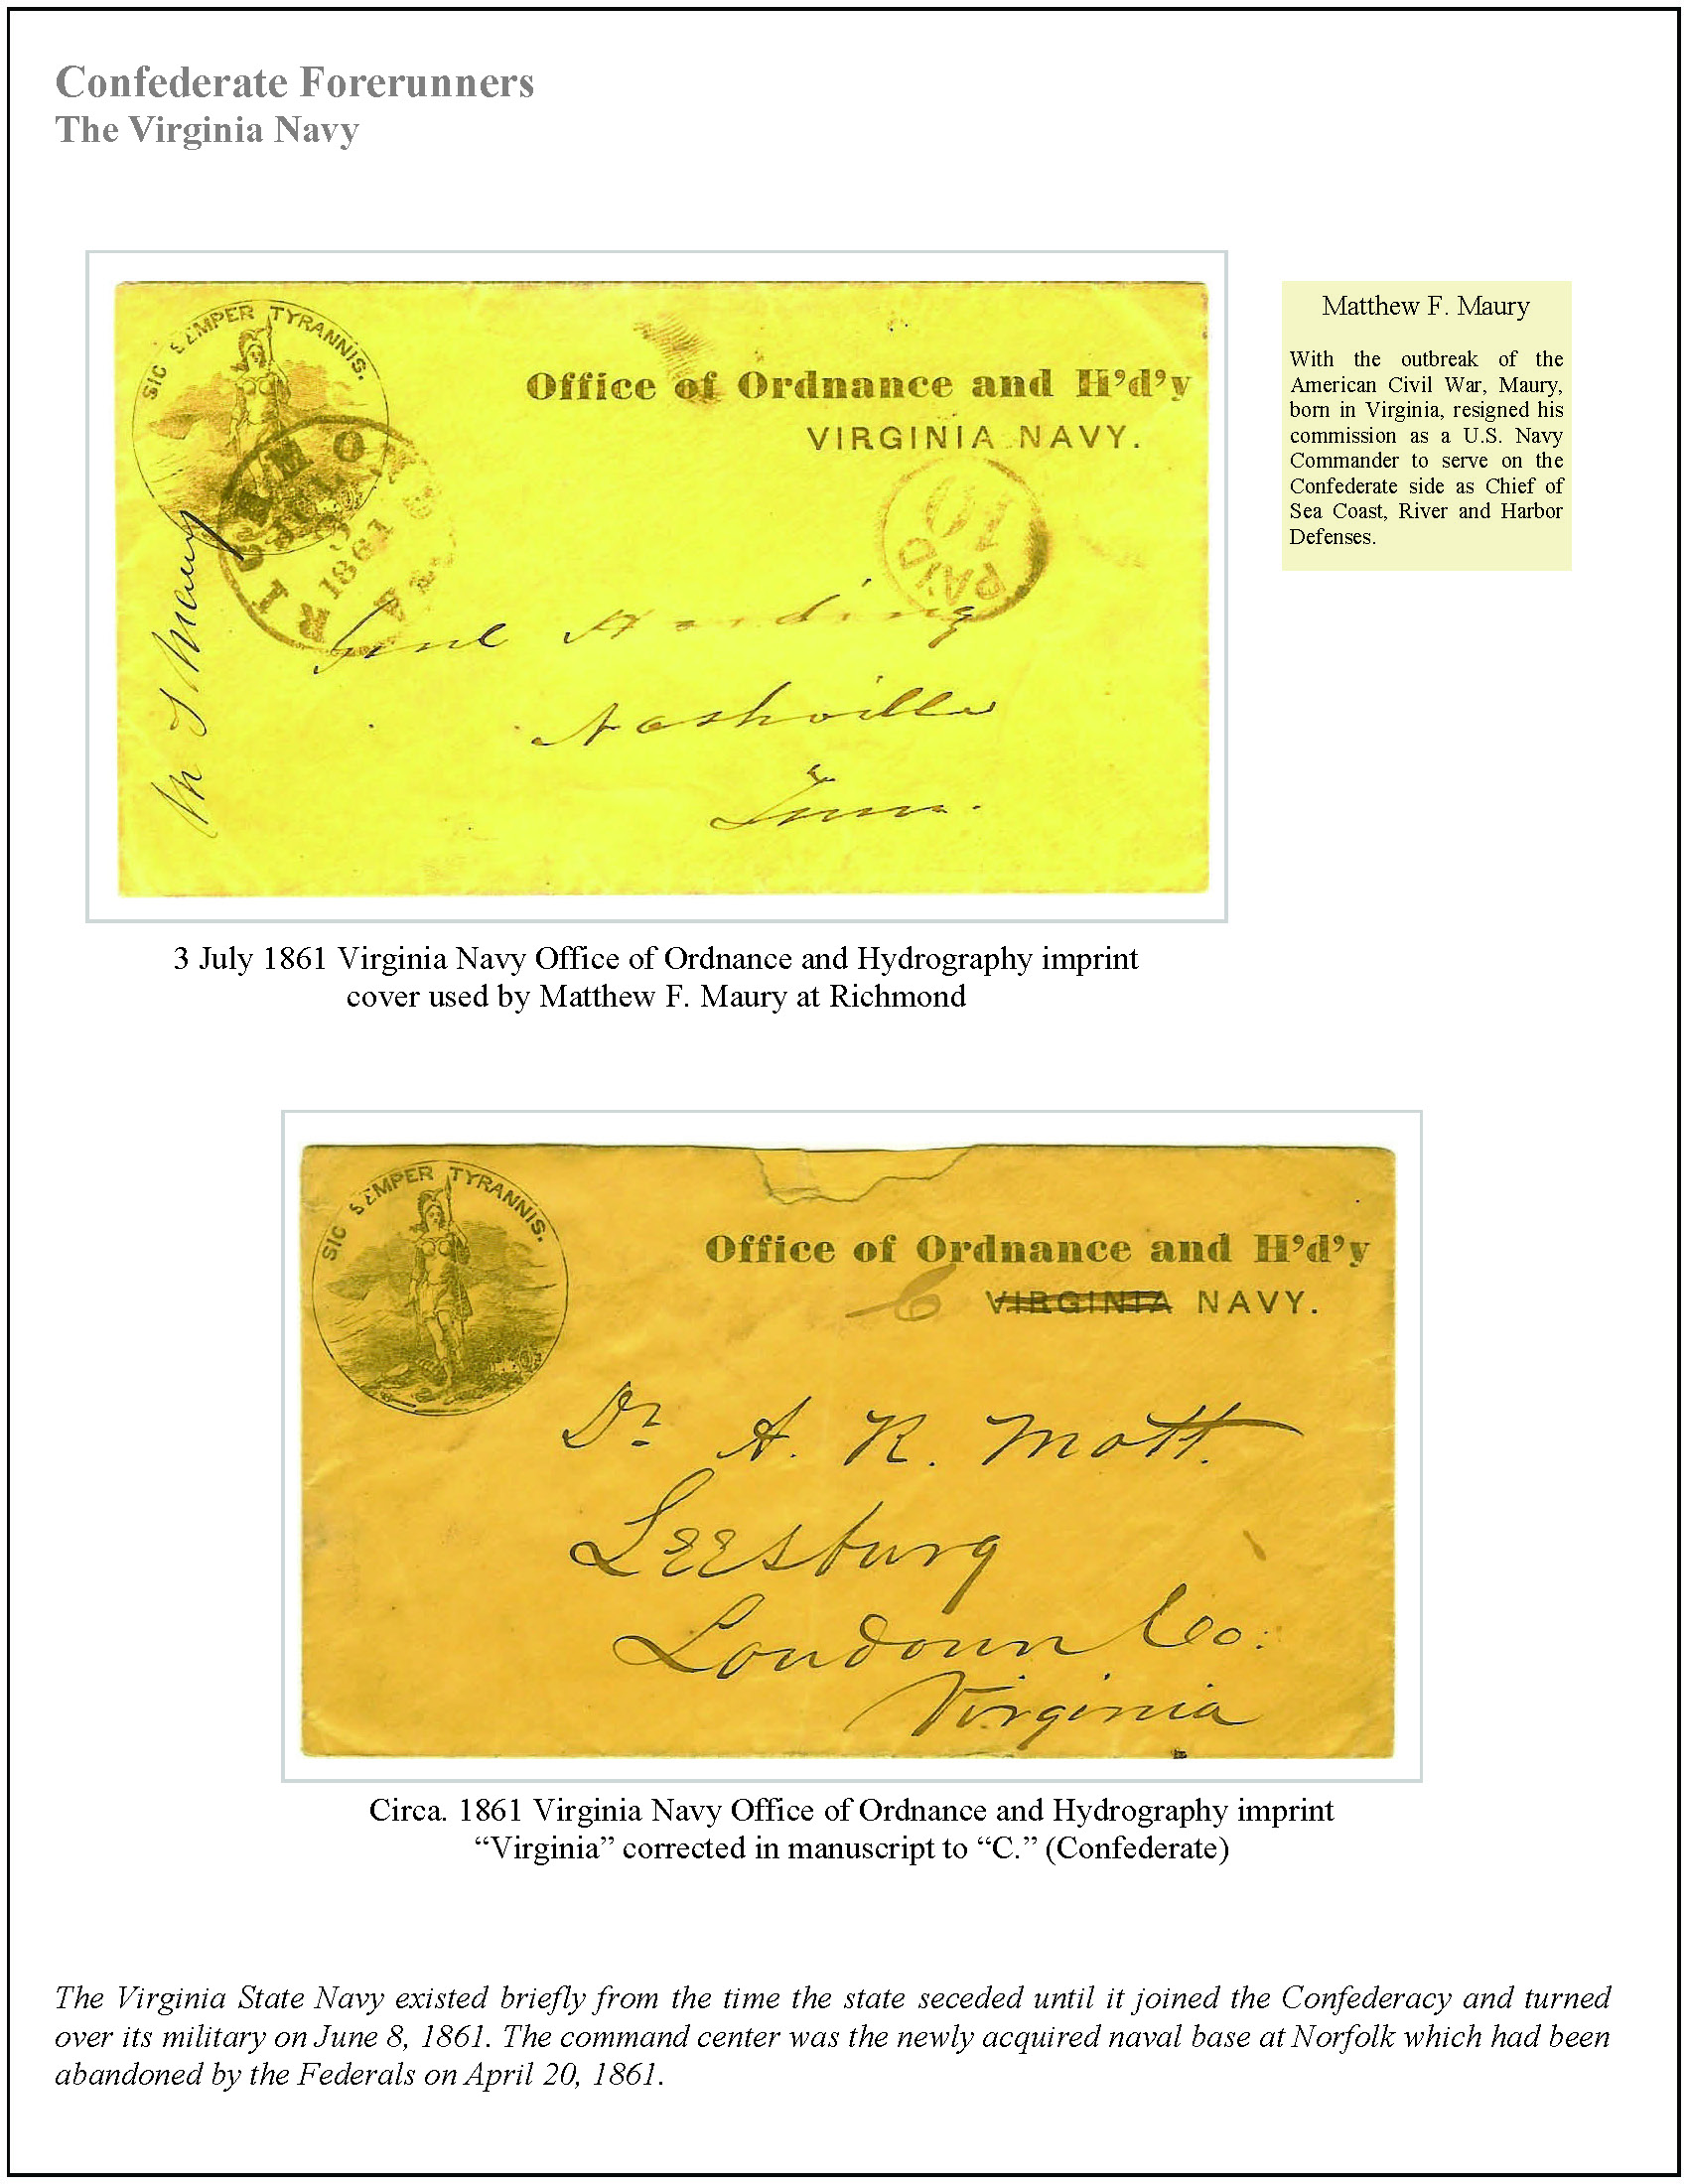 Confederate Forerunners
The Virginia Navy
SIC SEMPER TYRANNIS.
Office of Ordnance and H'd'y
VIRGINIA NAVY.
RICHMOND VA.
JUL
3
1861
PAID
10
M F Maury
Genl Harding
Nashville
Tenn.
Matthew F. Maury
With the outbreak of the
American Civil War, Maury,
born in Virginia, resigned his
commission as a U.S. Navy
Commander to serve on the
Confederate side as Chief of
Sea Coast, River and Harbor
Defenses.
3 July 1861 Virginia Navy Office of Ordnance and Hydrography imprint
cover used by Matthew F. Maury at Richmond
SIC SEMPER TYRANNIS.
Office of Ordnance and H'd'y
C VIRGINIA NAVY.
Dr A. R. Mott.
Leesburg
Loudoun Co.
Virginia
Circa. 1861 Virginia Navy Office of Ordnance and Hydrography imprint
“Virginia” corrected in manuscript to “C.” (Confederate)
The Virginia State Navy existed briefly from the time the state seceded until it joined the Confederacy and turned
over its military on June 8, 1861. The command center was the newly acquired naval base at Norfolk which had been
abandoned by the Federals on April 20, 1861.